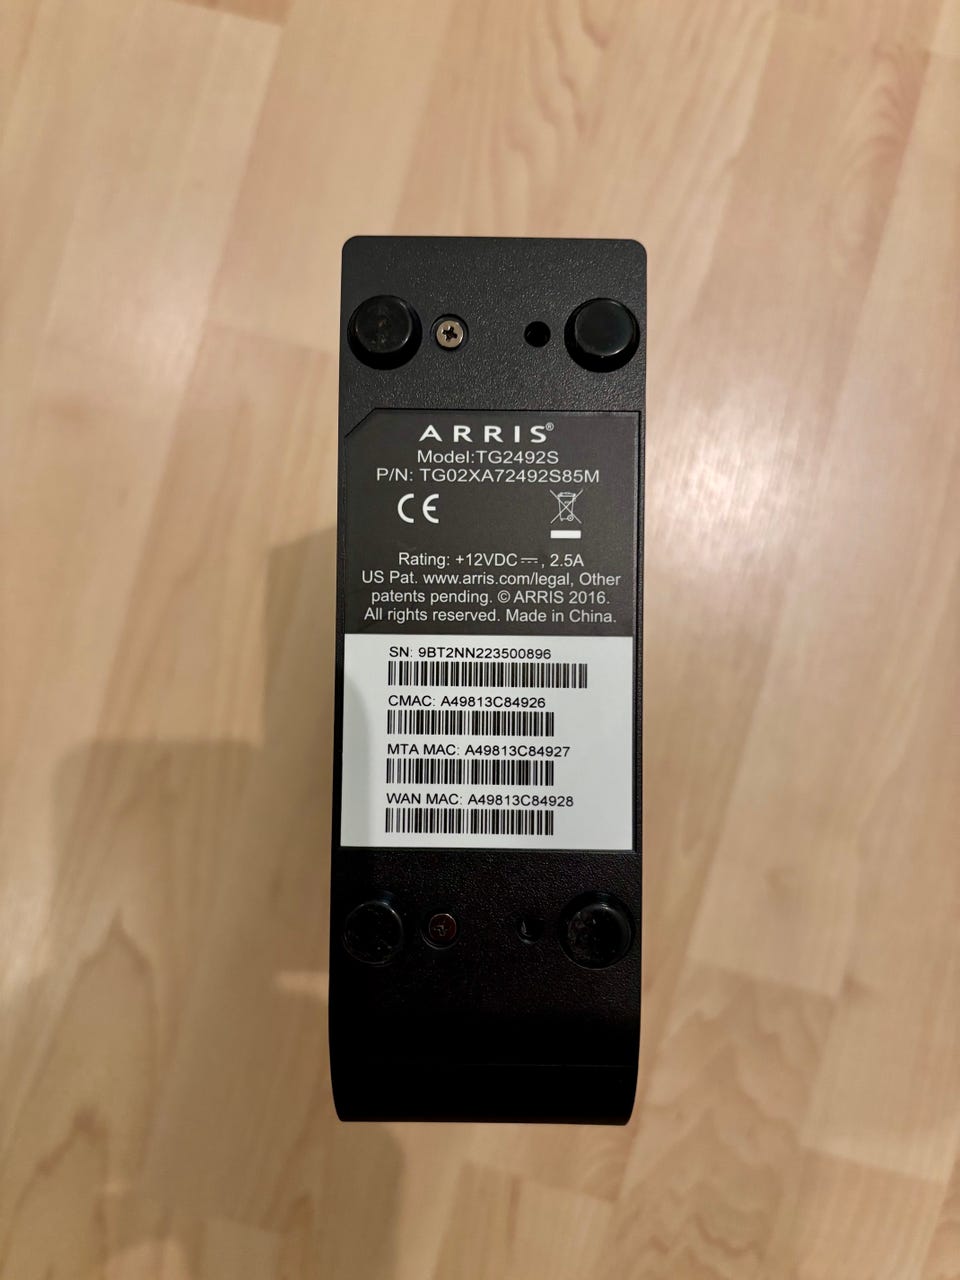 ARRIS®
Model:TG2492S
P/N: TG02XA72492S85M
CE
Rating: +12VDC ⎓, 2.5A
US Pat. www.arris.com/legal, Other
patents pending. © ARRIS 2016.
All rights reserved. Made in China.
SN: 9BT2NN223500896
CMAC: A49813C84926
MTA MAC: A49813C84927
WAN MAC: A49813C84928